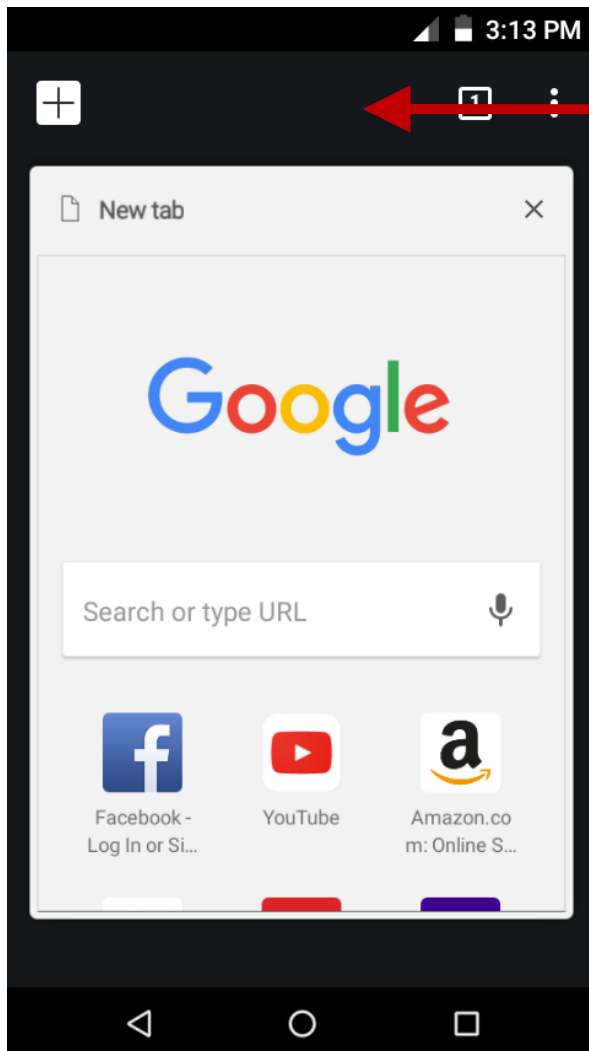 3:13 PM
1
New tab
Google
Search or type URL
Facebook -
Log In or Si...
YouTube
Amazon.co
m: Online S...